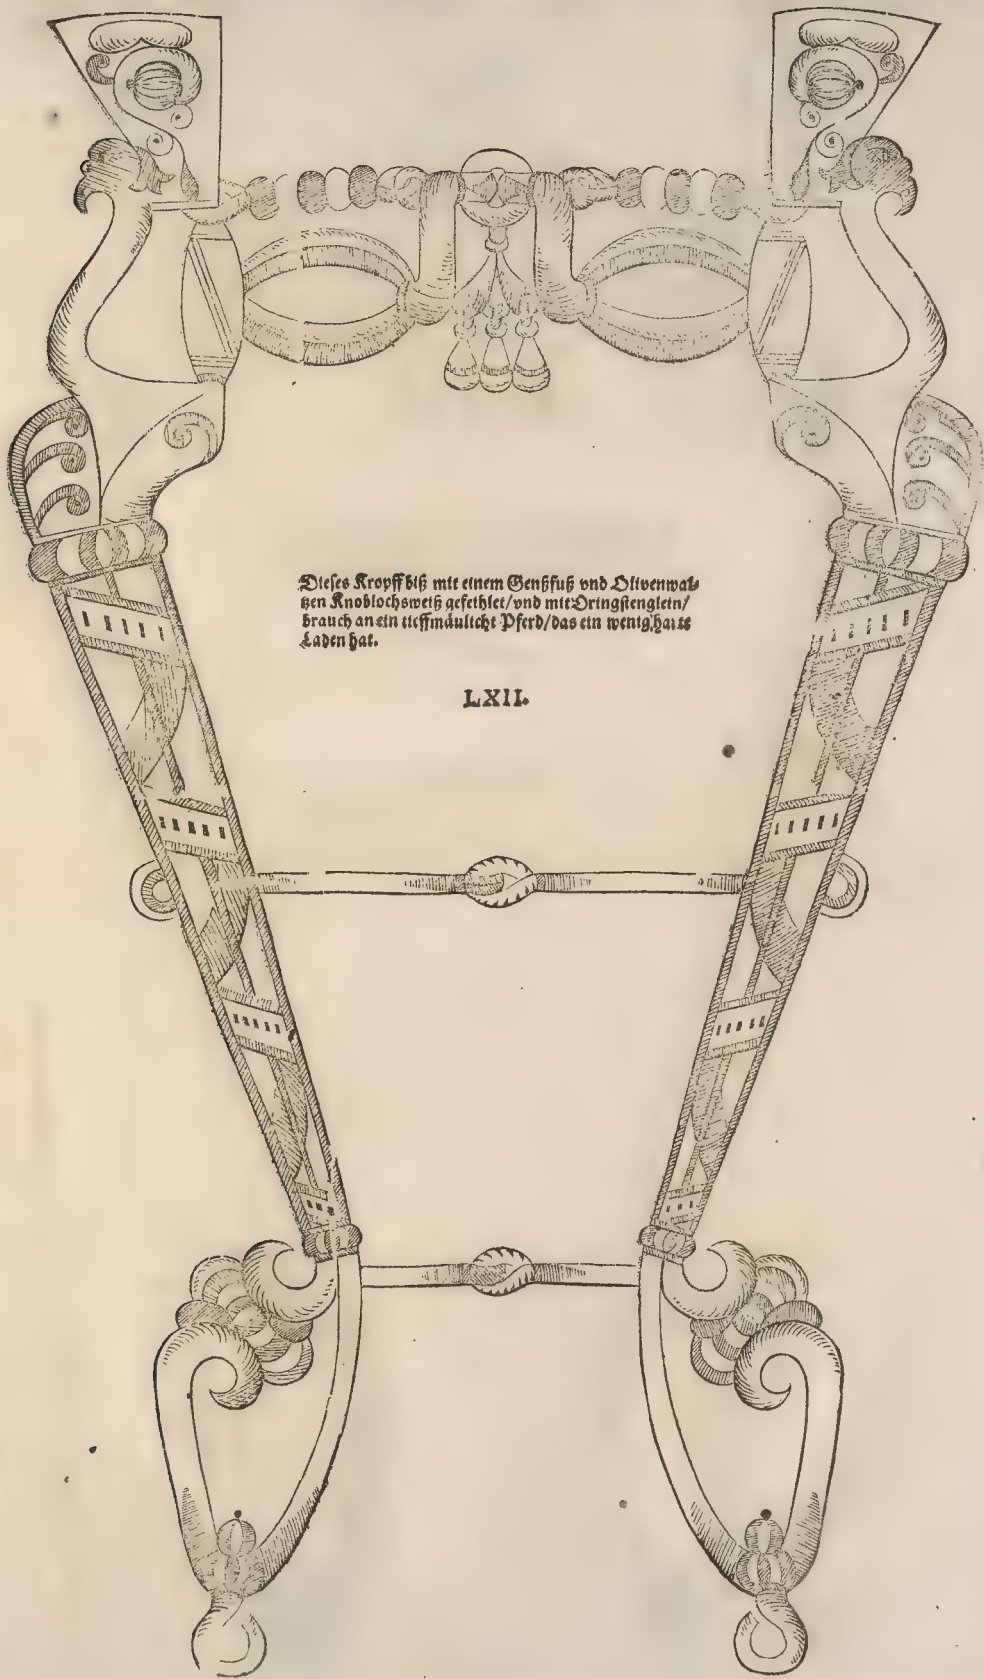 Dieses Kropffbiß mit einem Genßfuß vnd Olivenwal-
tzen Knoblochsweiß gefethlet/vnd mit Dringstenglein/
brauch an ein tieffmäulicht Pferd/das ein wenig harte
Laden hat.
LXII.